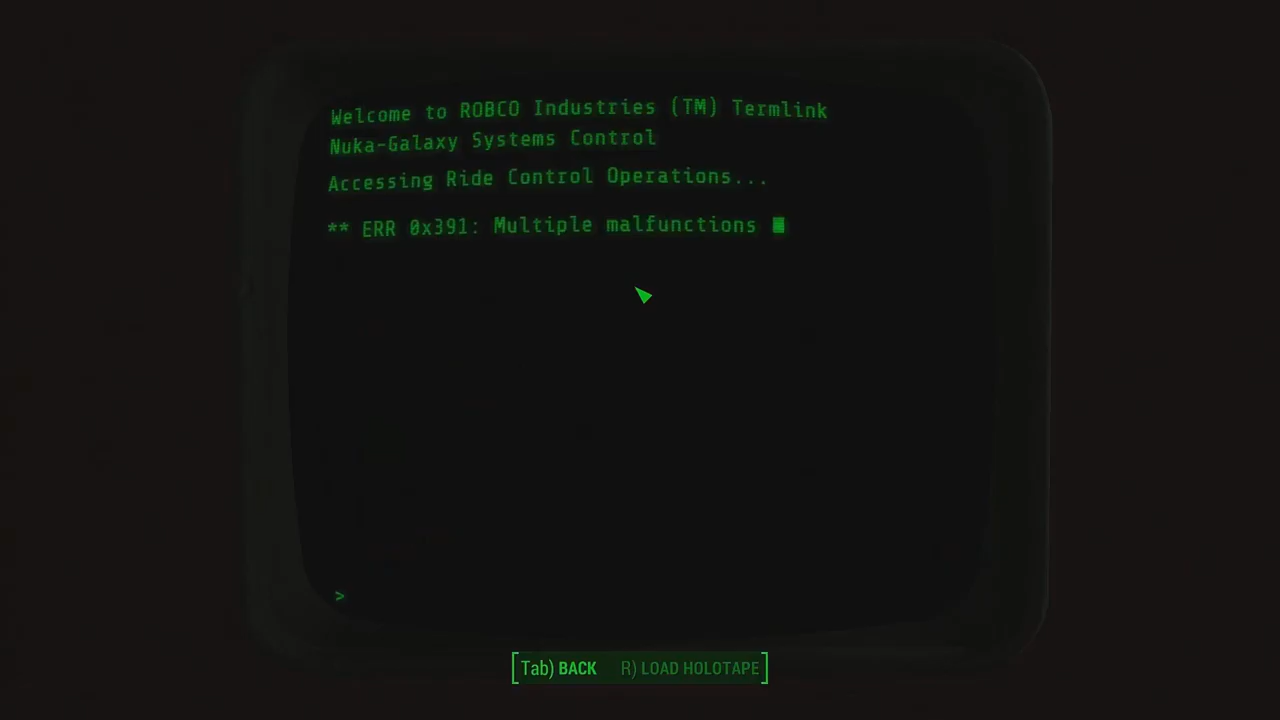 Welcome to ROBCO Industries (TM) Termlink
Nuka-Galaxy Systems Control
Accessing Ride Control Operations...
** ERR 0x391: Multiple malfunctions
>
Tab) BACK R) LOAD HOLOTAPE